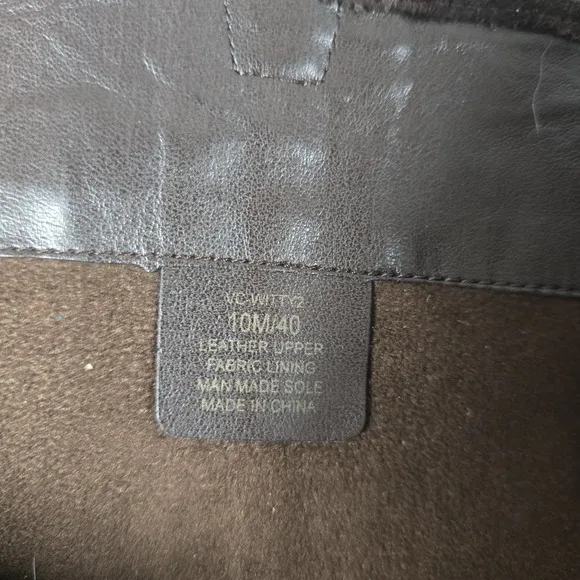 VC-WITTY2
10M/40
LEATHER UPPER
FABRIC LINING
MAN MADE SOLE
MADE IN CHINA